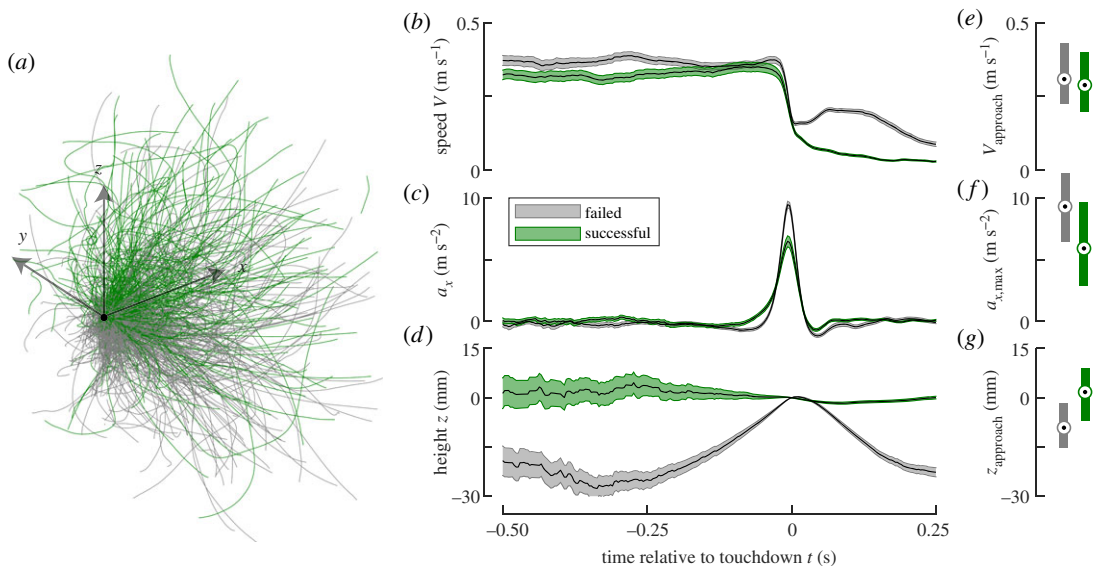 (a)
z
y
x
(b)
0.5
speed V (m s⁻¹)
0
(c)
10
aₓ (m s⁻²)
0
failed
successful
(d)
15
height z (mm)
0
−30
−0.50
−0.25
0
0.25
time relative to touchdown t (s)
(e)
0.5
V_approach (m s⁻¹)
0
(f)
10
a_x,max (m s⁻²)
0
(g)
15
z_approach (mm)
0
−30